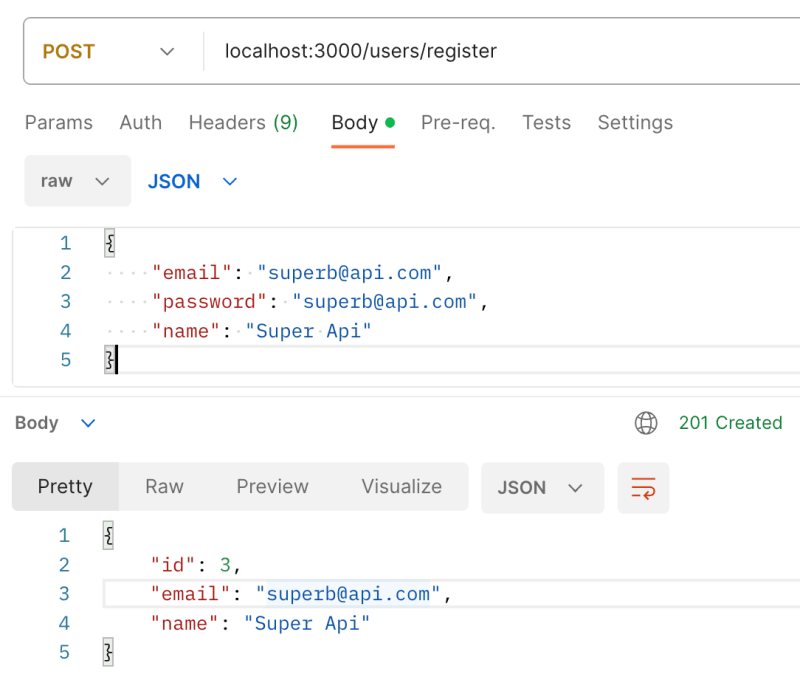 POST localhost:3000/users/register
Params Auth Headers (9) Body Pre-req. Tests Settings
raw JSON
1 {
2 "email": "superb@api.com",
3 "password": "superb@api.com",
4 "name": "Super Api"
5 }
Body 201 Created
Pretty Raw Preview Visualize JSON
1 {
2 "id": 3,
3 "email": "superb@api.com",
4 "name": "Super Api"
5 }